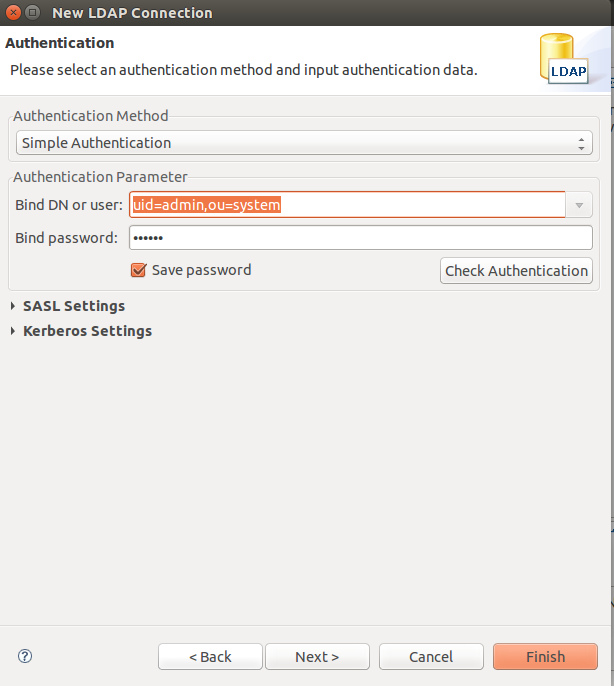 New LDAP Connection
Authentication
Please select an authentication method and input authentication data.
LDAP
Authentication Method
Simple Authentication
Authentication Parameter
Bind DN or user: uid=admin,ou=system
Bind password: ••••••
Save password Check Authentication
SASL Settings
Kerberos Settings
? < Back Next > Cancel Finish